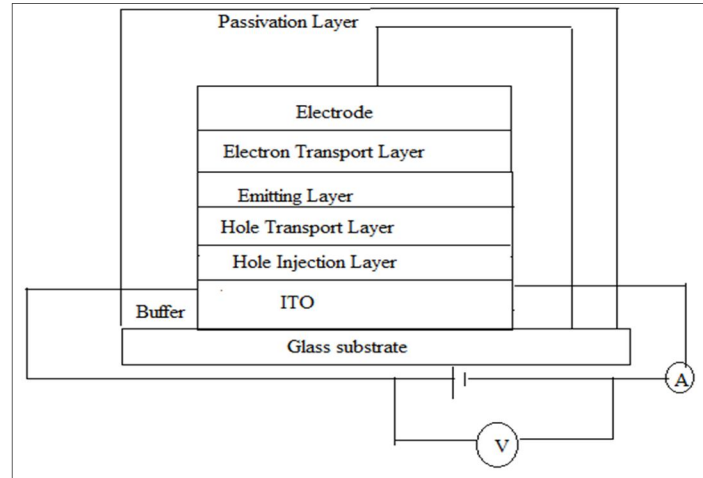 Passivation Layer
Electrode
Electron Transport Layer
Emitting Layer
Hole Transport Layer
Hole Injection Layer
ITO
Buffer
Glass substrate
A
V